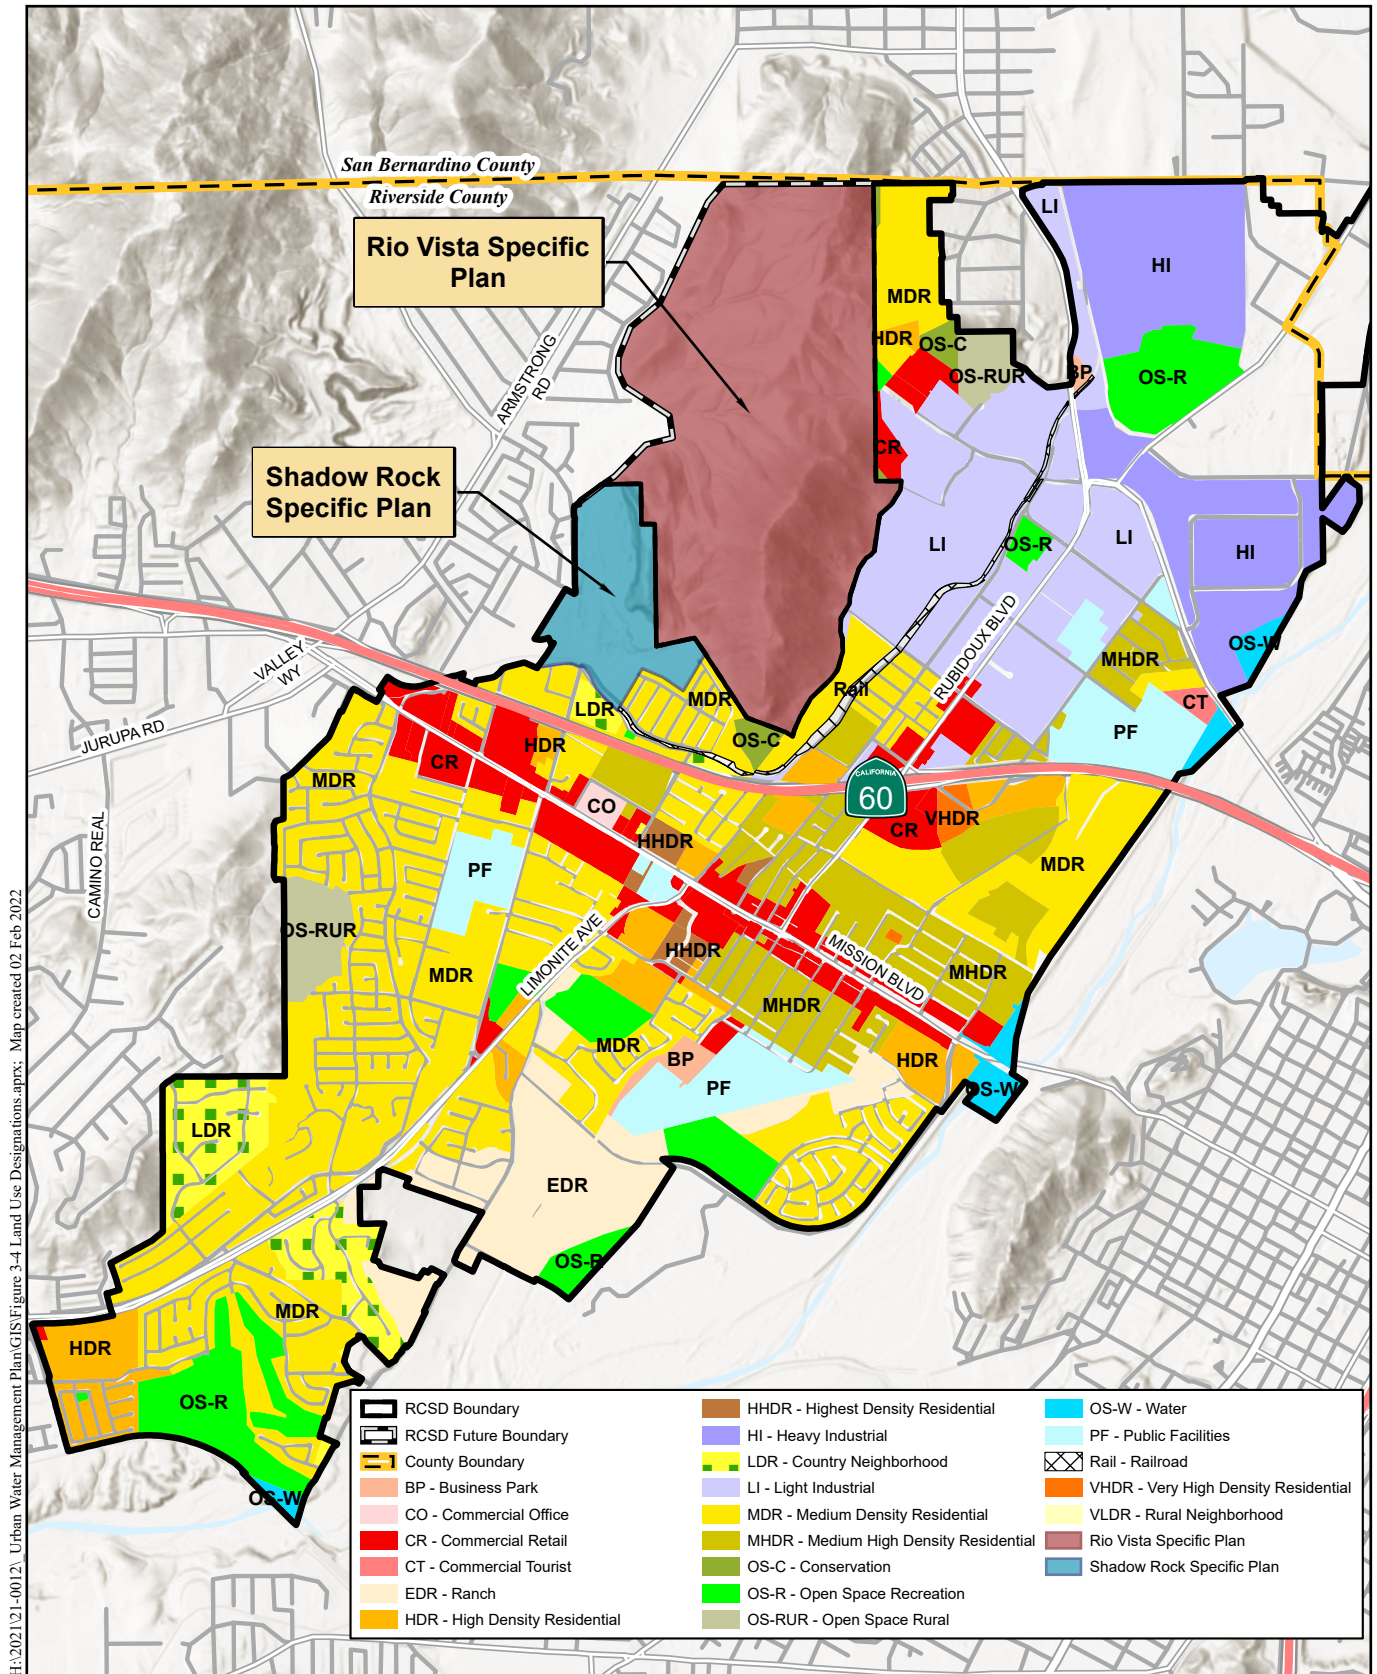 San Bernardino County
Riverside County
Rio Vista Specific
Plan
LI
HI
MDR
HDR
OS-C
OS-RUR
BP
OS-R
ARMSTRONG
RD
CR
Shadow Rock
Specific Plan
LI
OS-R
LI
HI
RUBIDOUX BLVD
OS-W
MHDR
VALLEY
WY
Rail
MDR
LDR
CT
JURUPA RD
OS-C
PF
HDR
CR
MDR
CALIFORNIA
60
CO
CR
VHDR
HHDR
MDR
PF
CAMINO REAL
OS-RUR
LIMONITE AVE
HHDR
MISSION BLVD
MDR
MHDR
MHDR
MDR
BP
HDR
PF
OS-W
LDR
EDR
OS-R
MDR
HDR
OS-R
OS-W
RCSD Boundary
RCSD Future Boundary
County Boundary
BP - Business Park
CO - Commercial Office
CR - Commercial Retail
CT - Commercial Tourist
EDR - Ranch
HDR - High Density Residential
HHDR - Highest Density Residential
HI - Heavy Industrial
LDR - Country Neighborhood
LI - Light Industrial
MDR - Medium Density Residential
MHDR - Medium High Density Residential
OS-C - Conservation
OS-R - Open Space Recreation
OS-RUR - Open Space Rural
OS-W - Water
PF - Public Facilities
Rail - Railroad
VHDR - Very High Density Residential
VLDR - Rural Neighborhood
Rio Vista Specific Plan
Shadow Rock Specific Plan
H:\2021\21-0012\_Urban Water Management Plan\GIS\Figure 3-4 Land Use Designations.aprx; Map created 02 Feb 2022